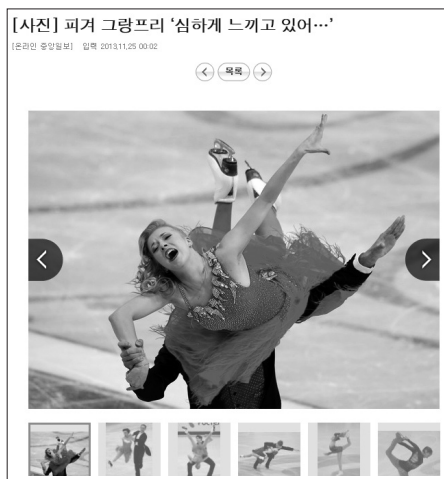 [사진] 피겨 그랑프리 ‘심하게 느끼고 있어…’
[온라인 중앙일보] 입력 2013.11.25 00:02
목록